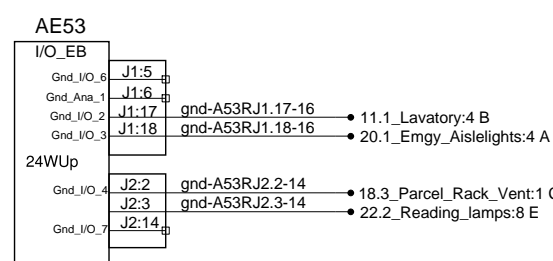 AE53
I/O_EB
Gnd_I/O_6 J1:5
Gnd_Ana_1 J1:6
Gnd_I/O_2 J1:17 gnd-A53RJ1.17-16 11.1_Lavatory:4 B
Gnd_I/O_3 J1:18 gnd-A53RJ1.18-16 20.1_Emgy_Aislelights:4 A
24WUp
Gnd_I/O_4 J2:2 gnd-A53RJ2.2-14 18.3_Parcel_Rack_Vent:1 C
J2:3 gnd-A53RJ2.3-14 22.2_Reading_lamps:8 E
Gnd_I/O_7 J2:14